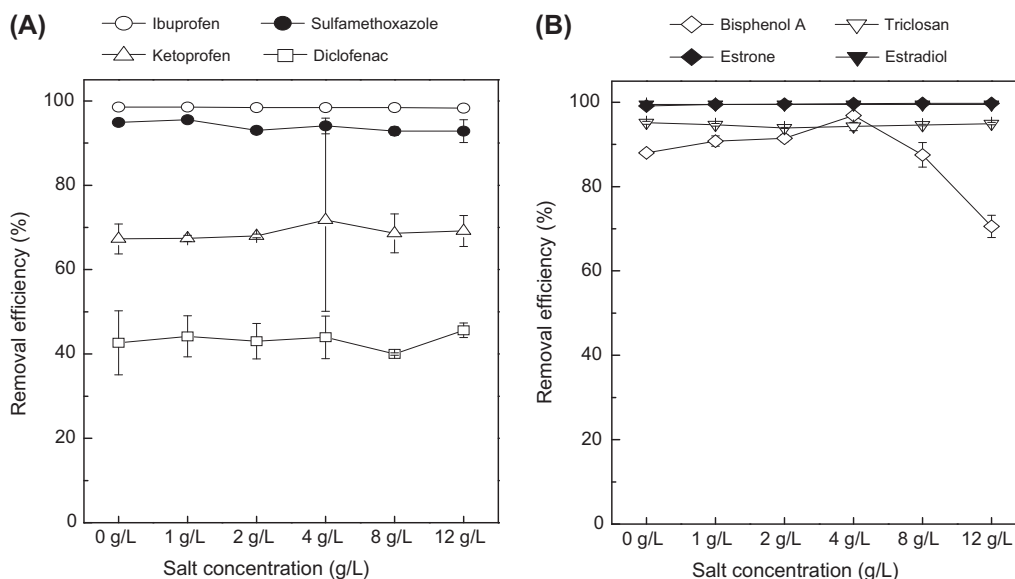 (A)
Ibuprofen
Sulfamethoxazole
Ketoprofen
Diclofenac
100
80
60
40
20
0
Removal efficiency (%)
0 g/L 1 g/L 2 g/L 4 g/L 8 g/L 12 g/L
Salt concentration (g/L)
(B)
Bisphenol A
Triclosan
Estrone
Estradiol
100
80
60
40
20
0
Removal efficiency (%)
0 g/L 1 g/L 2 g/L 4 g/L 8 g/L 12 g/L
Salt concentration (g/L)